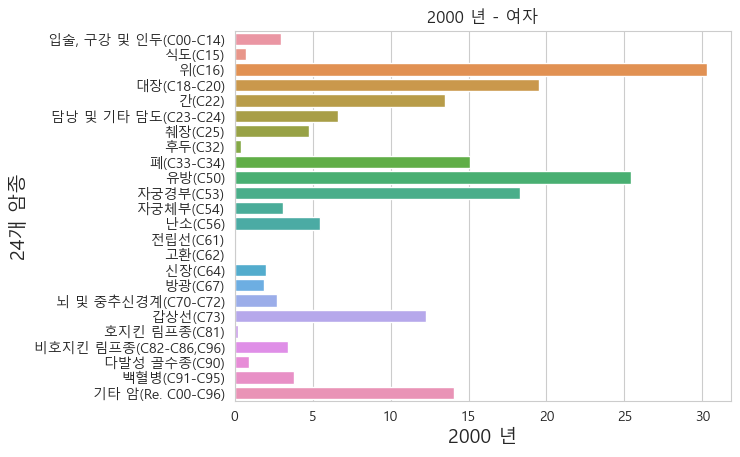 2000 년 - 여자
24개 암종
입술, 구강 및 인두(C00-C14)
식도(C15)
위(C16)
대장(C18-C20)
간(C22)
담낭 및 기타 담도(C23-C24)
췌장(C25)
후두(C32)
폐(C33-C34)
유방(C50)
자궁경부(C53)
자궁체부(C54)
난소(C56)
전립선(C61)
고환(C62)
신장(C64)
방광(C67)
뇌 및 중추신경계(C70-C72)
갑상선(C73)
호지킨 림프종(C81)
비호지킨 림프종(C82-C86,C96)
다발성 골수종(C90)
백혈병(C91-C95)
기타 암(Re. C00-C96)
0 5 10 15 20 25 30
2000 년